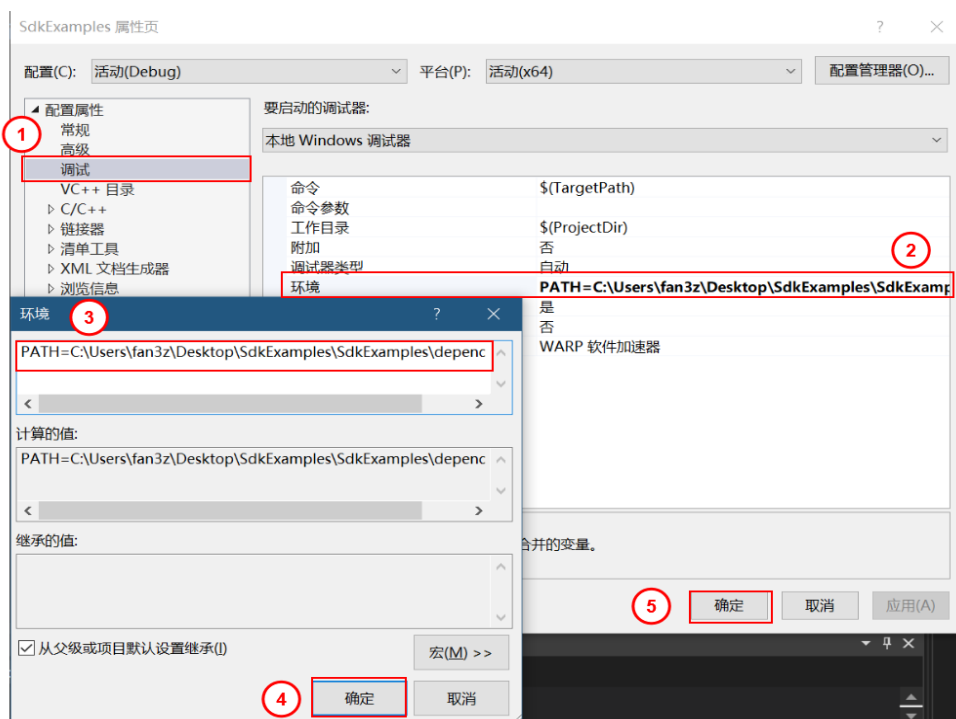 SdkExamples 属性页
?
配置(C):
活动(Debug)
平台(P):
活动(x64)
配置管理器(O)...
配置属性
常规
高级
调试
VC++ 目录
C/C++
链接器
清单工具
XML 文档生成器
浏览信息
1
要启动的调试器:
本地 Windows 调试器
命令 $(TargetPath)
命令参数
工作目录 $(ProjectDir)
附加 否
调试器类型 自动
2
环境 PATH=C:\Users\fan3z\Desktop\SdkExamples\SdkExamp
是
否
WARP 软件加速器
合并的变量。
环境
3
?
PATH=C:\Users\fan3z\Desktop\SdkExamples\SdkExamples\depenc
计算的值:
PATH=C:\Users\fan3z\Desktop\SdkExamples\SdkExamples\depenc
继承的值:
从父级或项目默认设置继承(I)
宏(M) >>
4
确定
取消
5
确定
取消
应用(A)